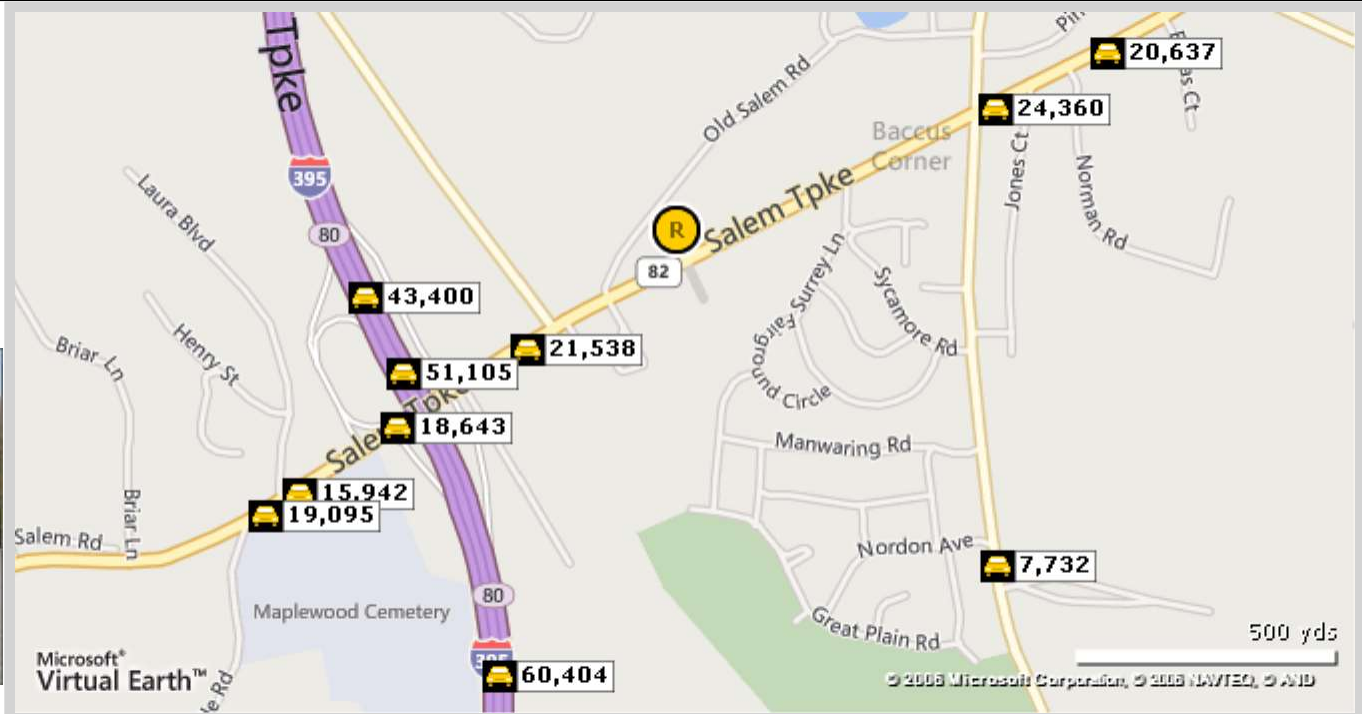 Tpke
Pin
20,637
Old Salem Rd
24,360
Baccus
Corner
Jones Ct
395
Laura Blvd
Norman Rd
80
R
Salem Tpke
82
Surrey Ln
Sycamore Rd
43,400
Fairground Circle
Briar Ln
Henry St
21,538
51,105
Tpke
18,643
Manwaring Rd
15,942
19,095
Briar Ln
Salem Rd
Nordon Ave
7,732
80
Maplewood Cemetery
Great Plain Rd
500 yds
Microsoft®
Virtual Earth™
le Rd
395
60,404
© 2006 Microsoft Corporation, © 2006 NAVTEQ, © AND